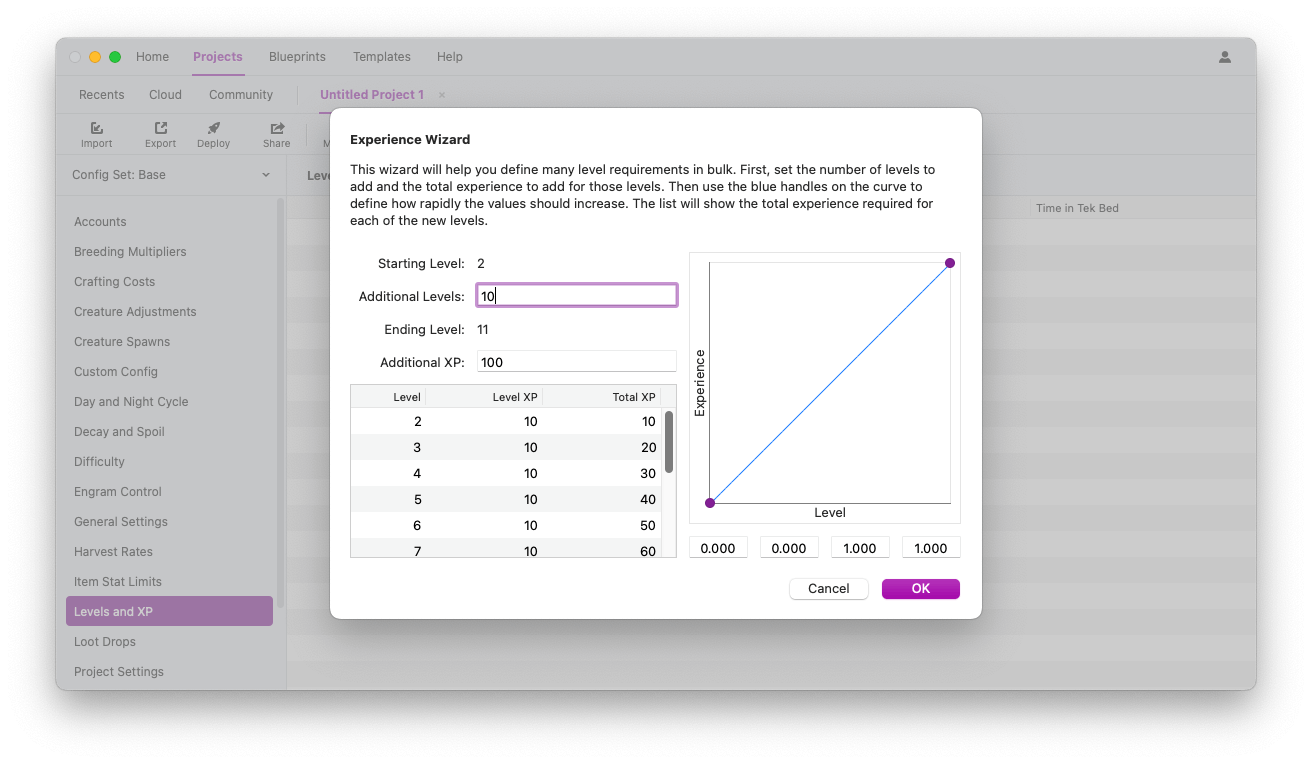 Home Projects Blueprints Templates Help
Recents Cloud Community Untitled Project 1 ×
Import Export Deploy Share
Config Set: Base
Accounts
Breeding Multipliers
Crafting Costs
Creature Adjustments
Creature Spawns
Custom Config
Day and Night Cycle
Decay and Spoil
Difficulty
Engram Control
General Settings
Harvest Rates
Item Stat Limits
Levels and XP
Loot Drops
Project Settings
Time in Tek Bed
Experience Wizard
This wizard will help you define many level requirements in bulk. First, set the number of levels to
add and the total experience to add for those levels. Then use the blue handles on the curve to
define how rapidly the values should increase. The list will show the total experience required for
each of the new levels.
Starting Level: 2
Additional Levels: 10
Ending Level: 11
Additional XP: 100
Level Level XP Total XP
2 10 10
3 10 20
4 10 30
5 10 40
6 10 50
7 10 60
Experience
Level
0.000 0.000 1.000 1.000
Cancel OK